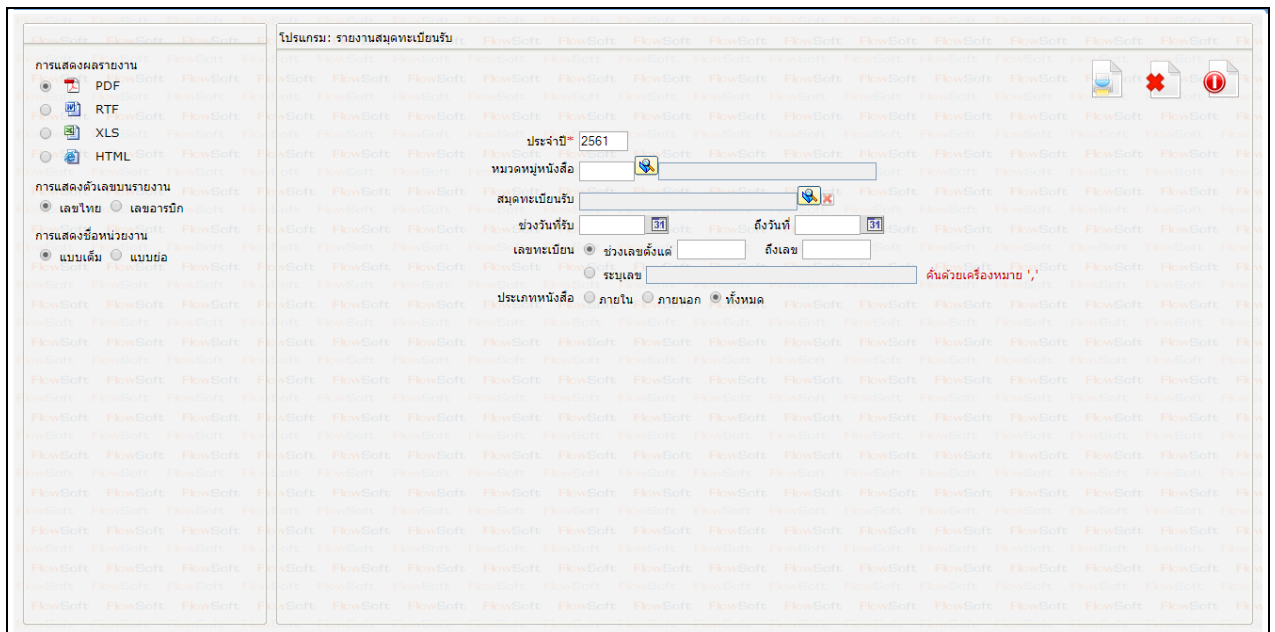 โปรแกรม: รายงานสมุดทะเบียนรับ
การแสดงผลรายงาน
PDF
RTF
XLS
HTML
การแสดงตัวเลขบนรายงาน
เลขไทย เลขอารบิก
การแสดงชื่อหน่วยงาน
แบบเต็ม แบบย่อ
ประจำปี* 2561
หมวดหมู่หนังสือ
สมุดทะเบียนรับ
ช่วงวันที่รับ 31 ถึงวันที่ 31
เลขทะเบียน ช่วงเลขตั้งแต่ ถึงเลข
ระบุเลข คั่นด้วยเครื่องหมาย ','
ประเภทหนังสือ ภายใน ภายนอก ทั้งหมด
FlowSoft